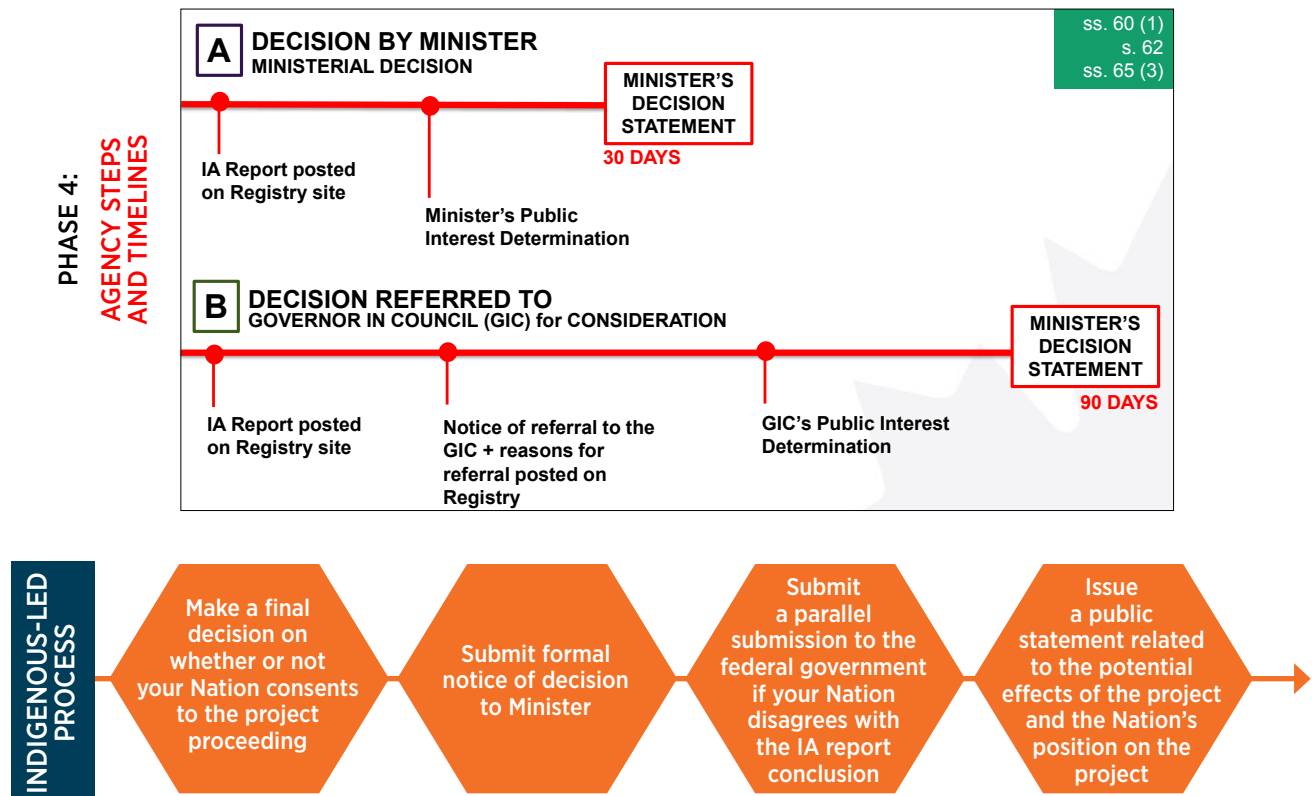 PHASE 4:
AGENCY STEPS
AND TIMELINES
A
DECISION BY MINISTER
MINISTERIAL DECISION
ss. 60 (1)
s. 62
ss. 65 (3)
MINISTER'S
DECISION
STATEMENT
30 DAYS
IA Report posted
on Registry site
Minister's Public
Interest Determination
B
DECISION REFERRED TO
GOVERNOR IN COUNCIL (GIC) for CONSIDERATION
MINISTER'S
DECISION
STATEMENT
90 DAYS
IA Report posted
on Registry site
Notice of referral to the
GIC + reasons for
referral posted on
Registry
GIC's Public Interest
Determination
INDIGENOUS-LED
PROCESS
Make a final
decision on
whether or not
your Nation consents
to the project
proceeding
Submit formal
notice of decision
to Minister
Submit
a parallel
submission to the
federal government
if your Nation
disagrees with
the IA report
conclusion
Issue
a public
statement related
to the potential
effects of the project
and the Nation's
position on the
project